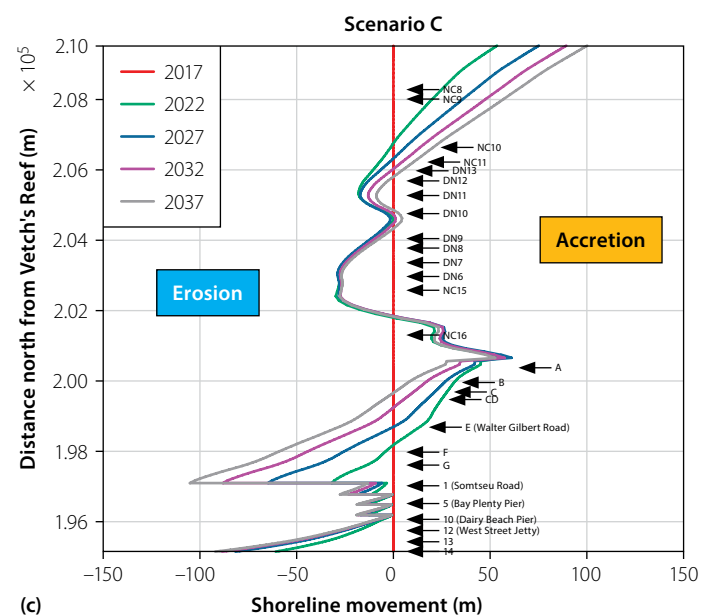 Scenario C
× 10⁵
Distance north from Vetch's Reef (m)
2.10
2.08
2.06
2.04
2.02
2.00
1.98
1.96
2017
2022
2027
2032
2037
Erosion
Accretion
NC8
NC9
NC10
NC11
DN13
DN12
DN11
DN10
DN9
DN8
DN7
DN6
NC15
NC16
A
B
C
CD
E (Walter Gilbert Road)
F
G
1 (Somtseu Road)
5 (Bay Plenty Pier)
10 (Dairy Beach Pier)
12 (West Street Jetty)
13
14
−150 −100 −50 0 50 100 150
(c) Shoreline movement (m)